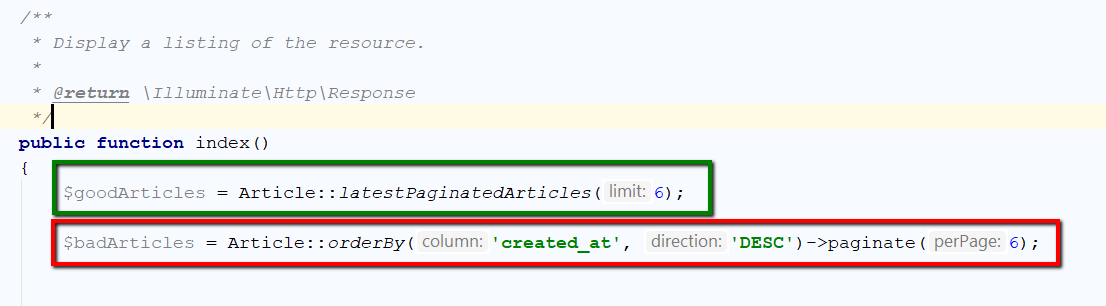 /**
* Display a listing of the resource.
*
* @return \Illuminate\Http\Response
*/
public function index()
{
$goodArticles = Article::latestPaginatedArticles( limit: 6);
$badArticles = Article::orderBy( column: 'created_at', direction: 'DESC')->paginate( perPage: 6);